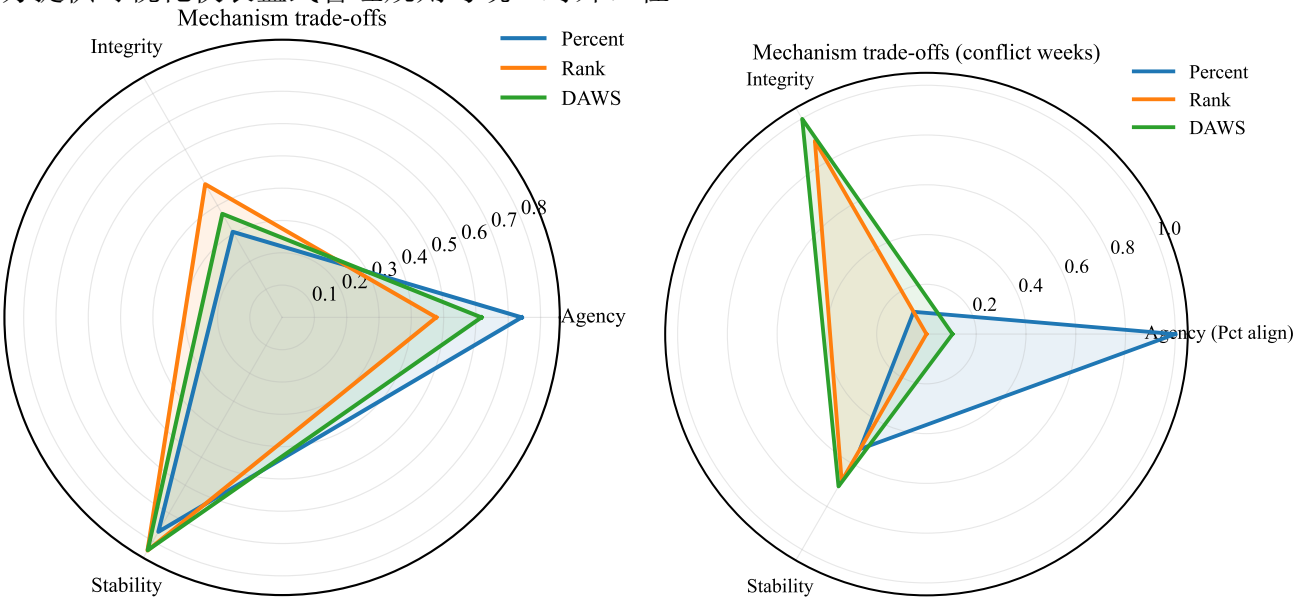 Mechanism trade-offs
Integrity
Percent
Rank
DAWS
0.1
0.2
0.3
0.4
0.5
0.6
0.7
0.8
Agency
Stability
Mechanism trade-offs (conflict weeks)
Integrity
Percent
Rank
DAWS
0.2
0.4
0.6
0.8
1.0
Agency (Pct align)
Stability